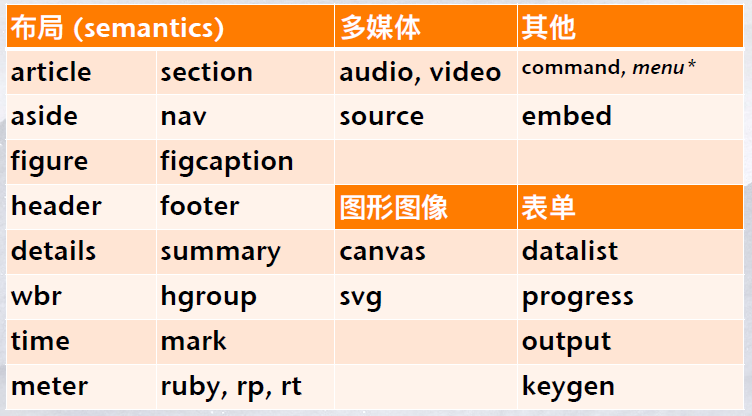 布局 (semantics) 多媒体 其他
article section audio, video command, menu*
aside nav source embed
figure figcaption
header footer 图形图像 表单
details summary canvas datalist
wbr hgroup svg progress
time mark output
meter ruby, rp, rt keygen